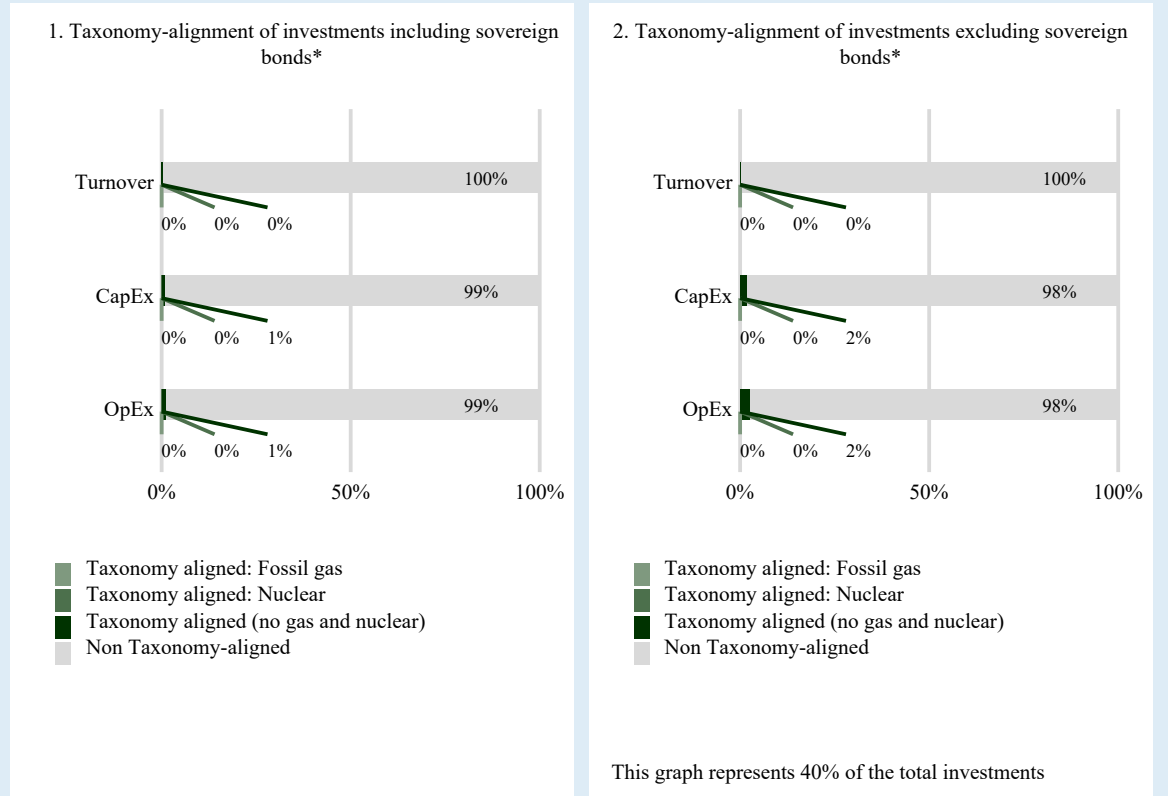 1. Taxonomy-alignment of investments including sovereign
bonds*
Turnover
100%
0% 0% 0%
CapEx
99%
0% 0% 1%
OpEx
99%
0% 0% 1%
0% 50% 100%
Taxonomy aligned: Fossil gas
Taxonomy aligned: Nuclear
Taxonomy aligned (no gas and nuclear)
Non Taxonomy-aligned
2. Taxonomy-alignment of investments excluding sovereign
bonds*
Turnover
100%
0% 0% 0%
CapEx
98%
0% 0% 2%
OpEx
98%
0% 0% 2%
0% 50% 100%
Taxonomy aligned: Fossil gas
Taxonomy aligned: Nuclear
Taxonomy aligned (no gas and nuclear)
Non Taxonomy-aligned
This graph represents 40% of the total investments